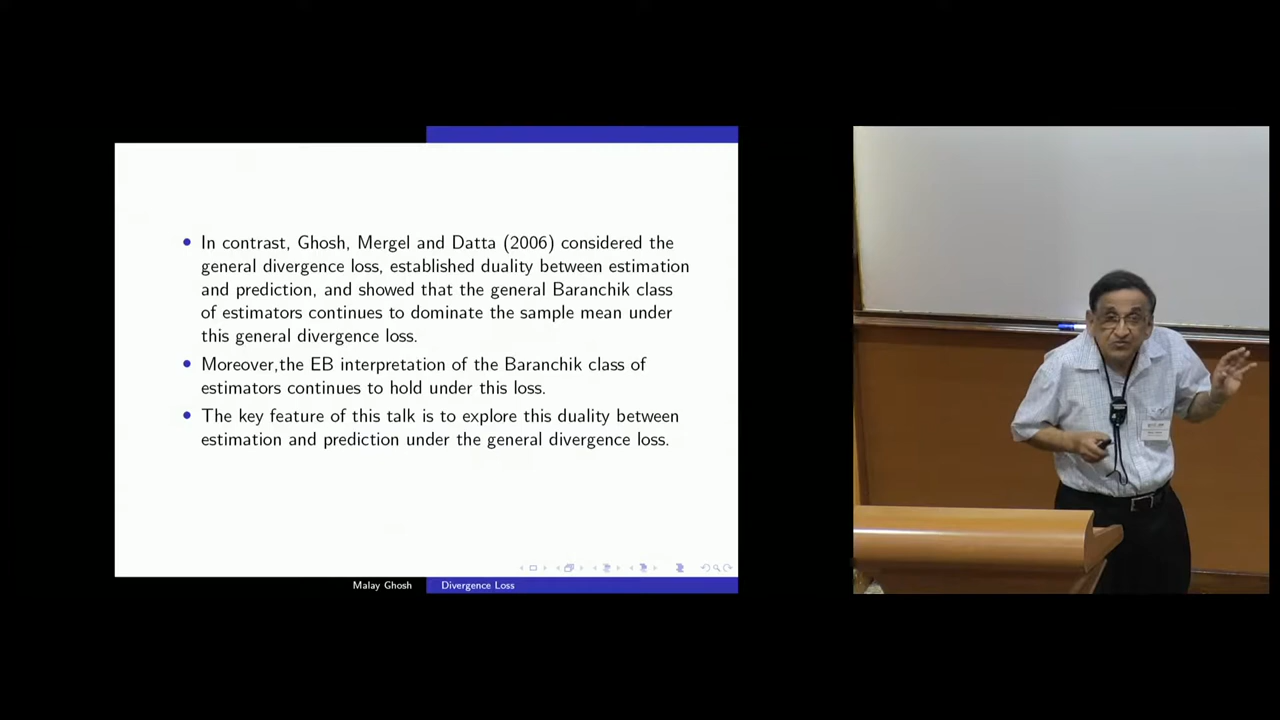 • In contrast, Ghosh, Mergel and Datta (2006) considered the
general divergence loss, established duality between estimation
and prediction, and showed that the general Baranchik class
of estimators continues to dominate the sample mean under
this general divergence loss.
• Moreover,the EB interpretation of the Baranchik class of
estimators continues to hold under this loss.
• The key feature of this talk is to explore this duality between
estimation and prediction under the general divergence loss.
Malay Ghosh
Divergence Loss